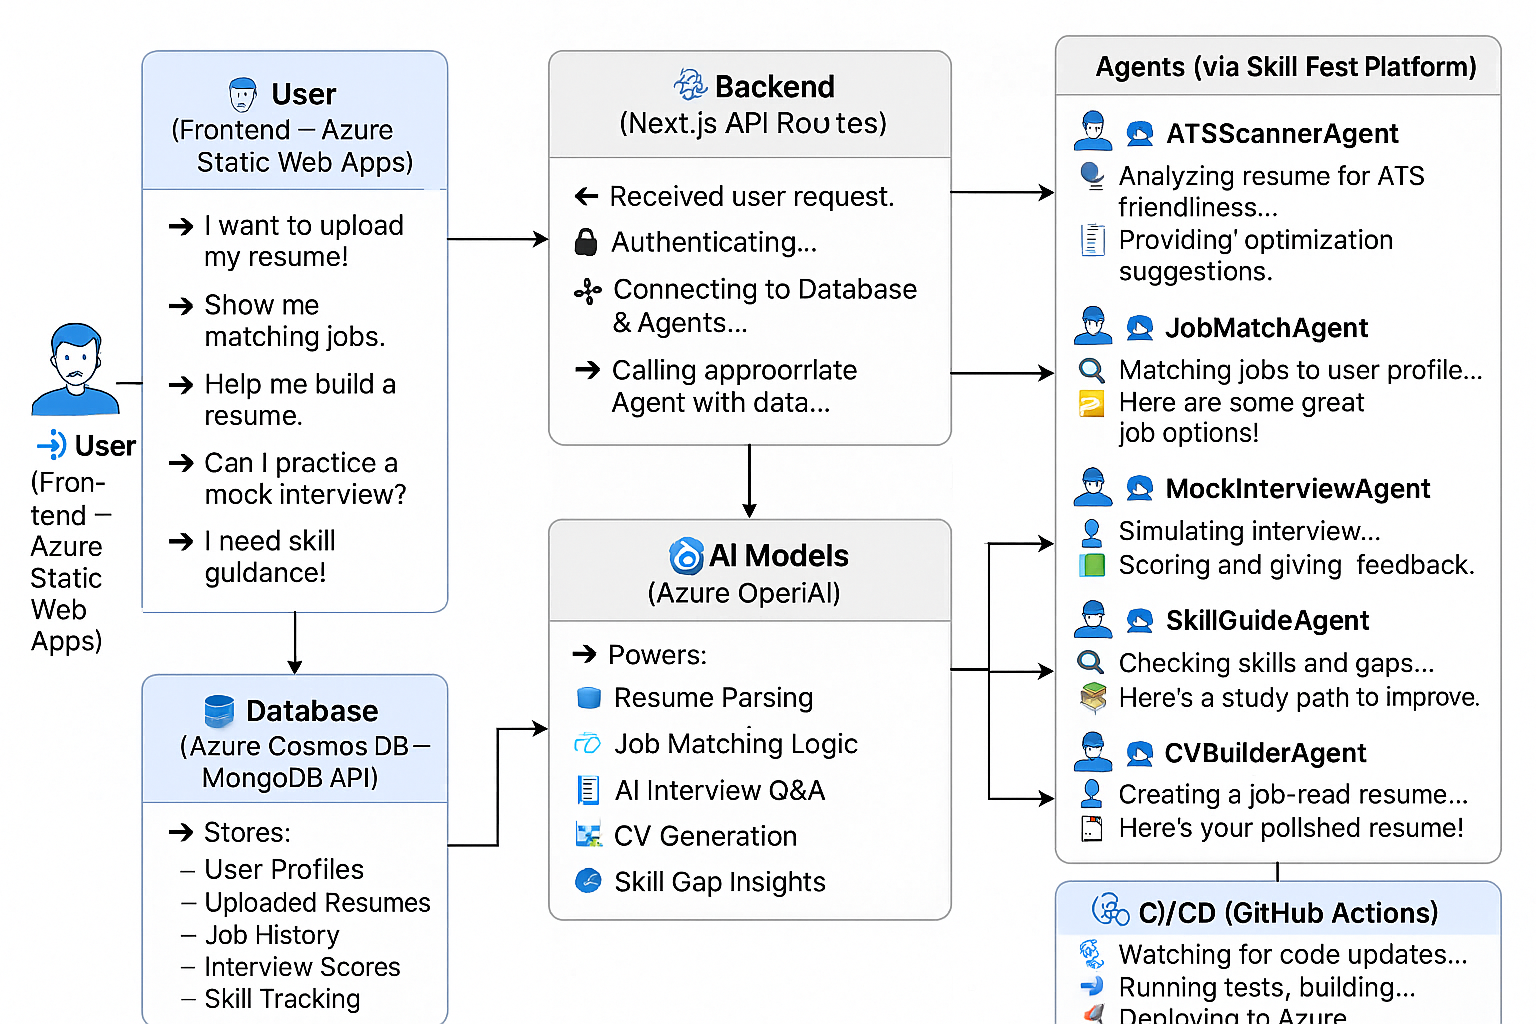 User
(Fron-
tend –
Azure
Static
Web
Apps)
User
(Frontend – Azure
Static Web Apps)
→ I want to upload
my resume!
→ Show me
matching jobs.
→ Help me build a
resume.
→ Can I practice a
mock interview?
→ I need skill
guldance!
Database
(Azure Cosmos DB–
MongoDB API)
→ Stores:
– User Profiles
– Uploaded Resumes
– Job History
– Interview Scores
– Skill Tracking
Backend
(Next.js API Routes)
← Received user request.
Authenticating...
Connecting to Database
& Agents...
→ Calling approorrlate
Agent with data...
AI Models
(Azure OperiAI)
→ Powers:
Resume Parsing
Job Matching Logic
AI Interview Q&A
CV Generation
Skill Gap Insights
Agents (via Skill Fest Platform)
ATSScannerAgent
Analyzing resume for ATS
friendliness...
Providing' optimization
suggestions.
JobMatchAgent
Matching jobs to user profile...
Here are some great
job options!
MockInterviewAgent
Simulating interview...
Scoring and giving feedback.
SkillGuideAgent
Checking skills and gaps...
Here's a study path to improve.
CVBuilderAgent
Creating a job-read resume...
Here's your pollshed resume!
C)/CD (GitHub Actions)
Watching for code updates...
Running tests, building...
Deploying to Azure